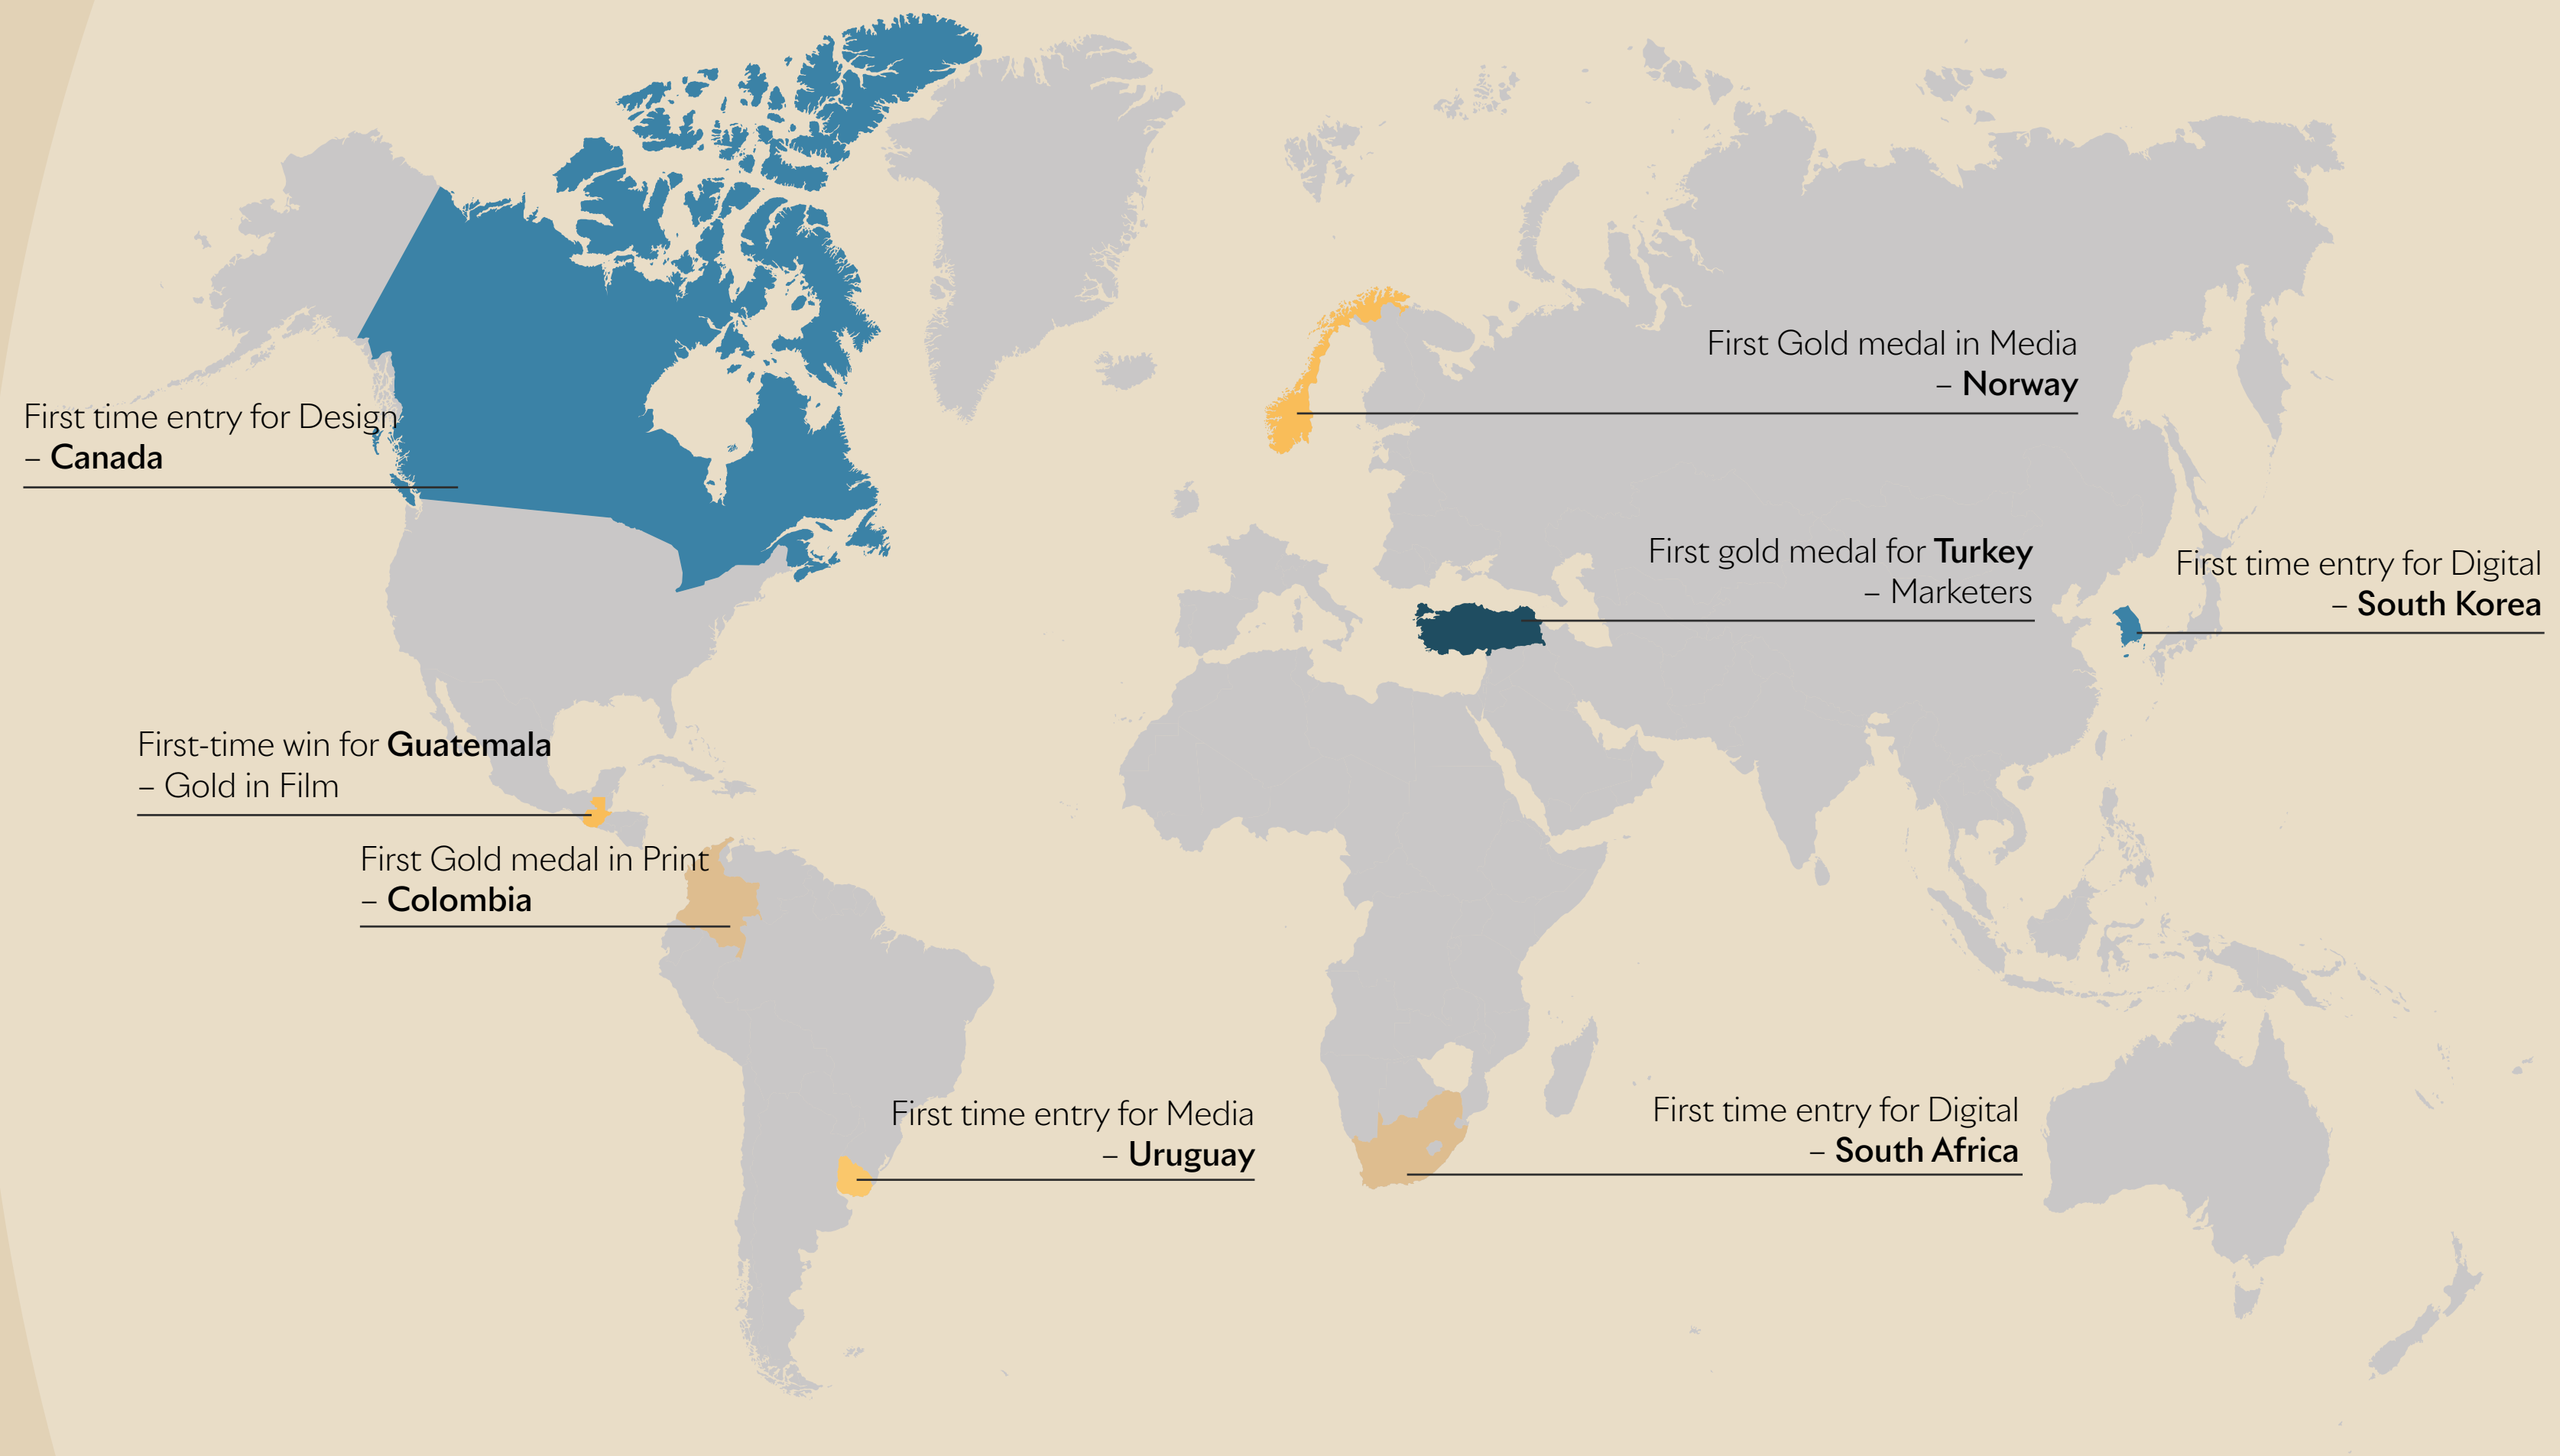 First Gold medal in Media
– Norway
First time entry for Design
– Canada
First gold medal for Turkey
– Marketers
First time entry for Digital
– South Korea
First-time win for Guatemala
– Gold in Film
First Gold medal in Print
– Colombia
First time entry for Media
– Uruguay
First time entry for Digital
– South Africa